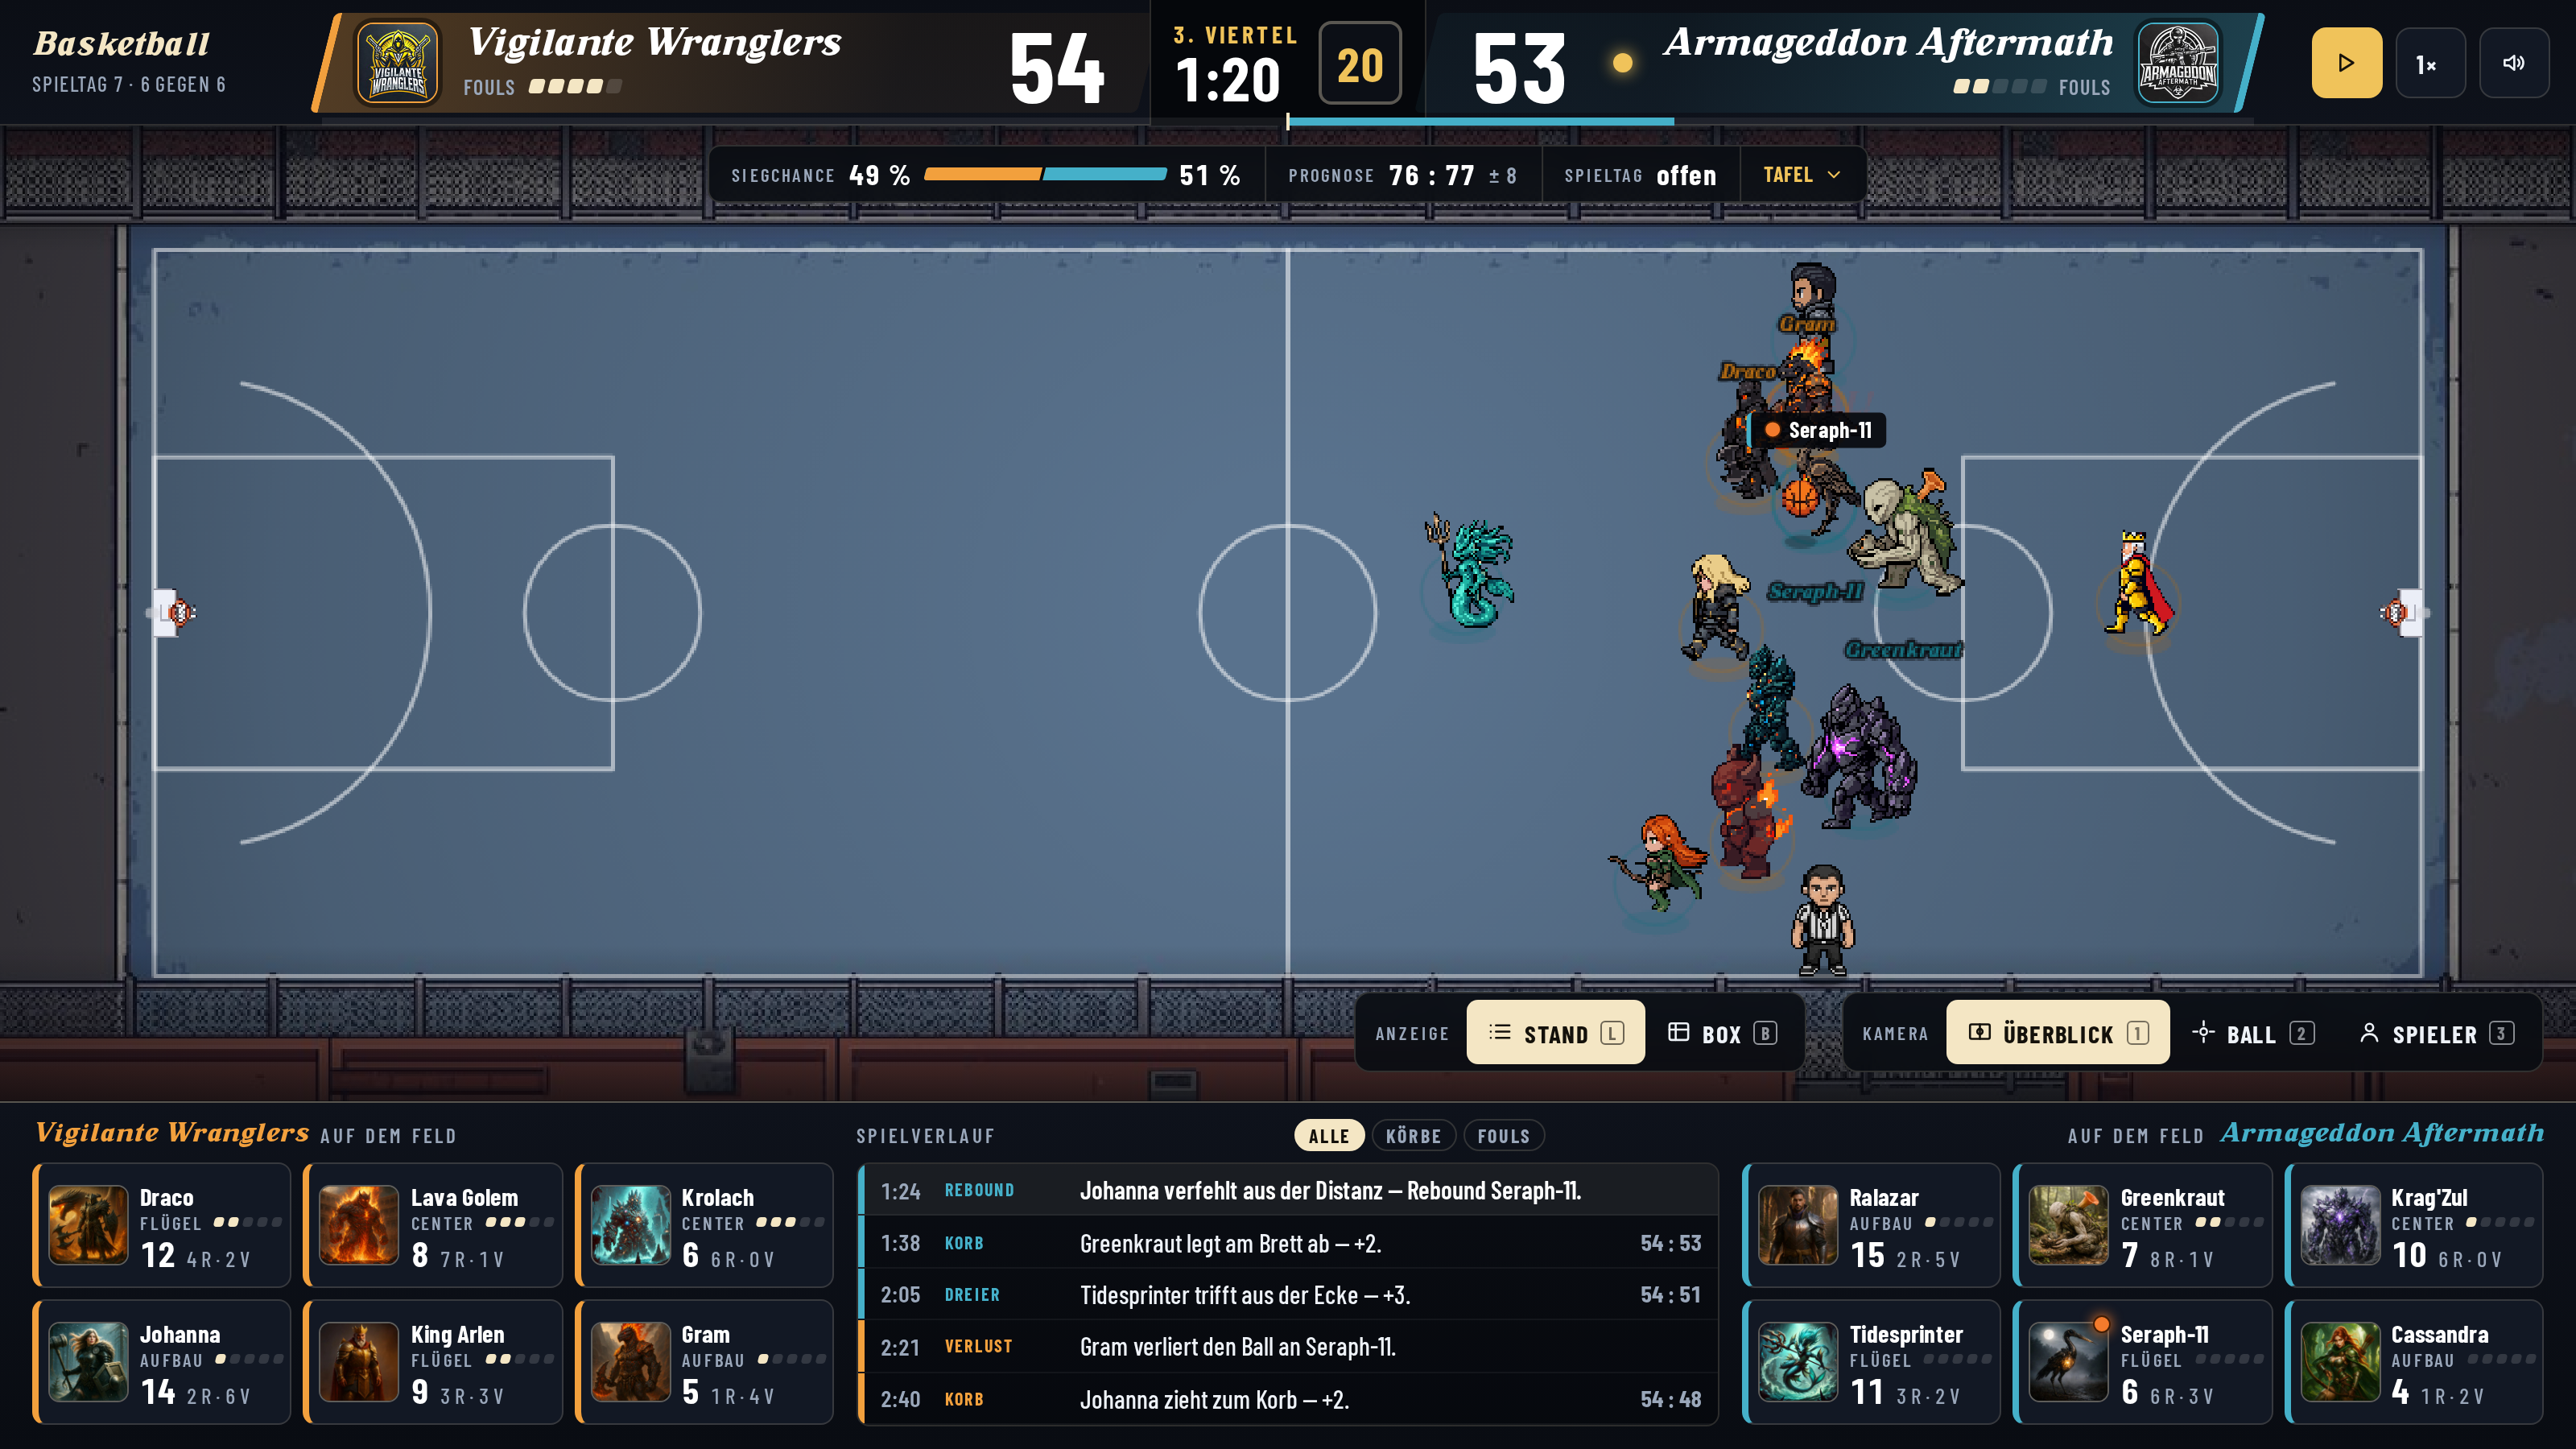 Basketball
SPIELTAG 7 · 6 GEGEN 6
VIGILANTE
WRANGLERS
Vigilante Wranglers
FOULS
54
3. VIERTEL
1:20
20
53
Armageddon Aftermath
FOULS
ARMAGEDDON
AFTERMATH
1×
SIEGCHANCE 49 % 51 %
PROGNOSE 76 : 77 ± 8
SPIELTAG offen
TAFEL
Gram
Draco
Seraph-11
Seraph-11
Greenkraut
ANZEIGE STAND L BOX B
KAMERA ÜBERBLICK 1 BALL 2 SPIELER 3
Vigilante Wranglers AUF DEM FELD
Draco
FLÜGEL
12 4R·2V
Lava Golem
CENTER
8 7R·1V
Krolach
CENTER
6 6R·0V
Johanna
AUFBAU
14 2R·6V
King Arlen
FLÜGEL
9 3R·3V
Gram
AUFBAU
5 1R·4V
SPIELVERLAUF
ALLE KÖRBE FOULS
1:24 REBOUND Johanna verfehlt aus der Distanz – Rebound Seraph-11.
1:38 KORB Greenkraut legt am Brett ab – +2. 54 : 53
2:05 DREIER Tidesprinter trifft aus der Ecke – +3. 54 : 51
2:21 VERLUST Gram verliert den Ball an Seraph-11.
2:40 KORB Johanna zieht zum Korb – +2. 54 : 48
AUF DEM FELD Armageddon Aftermath
Ralazar
AUFBAU
15 2R·5V
Greenkraut
CENTER
7 8R·1V
Krag'Zul
CENTER
10 6R·0V
Tidesprinter
FLÜGEL
11 3R·2V
Seraph-11
FLÜGEL
6 6R·3V
Cassandra
AUFBAU
4 1R·2V